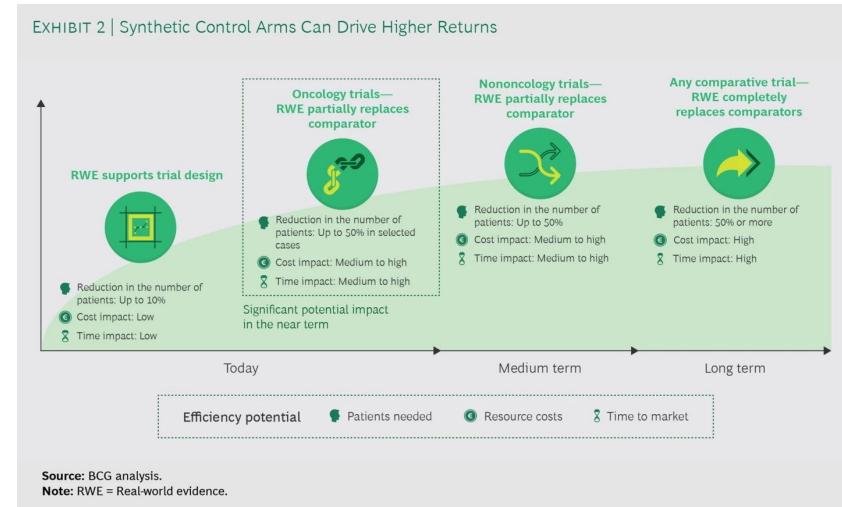 EXHIBIT 2 | Synthetic Control Arms Can Drive Higher Returns
RWE supports trial design
Reduction in the number of
patients: Up to 10%
Cost impact: Low
Time impact: Low
Oncology trials—
RWE partially replaces
comparator
Reduction in the number of
patients: Up to 50% in selected
cases
€
Cost impact: Medium to high
Time impact: Medium to high
Significant potential impact
in the near term
Nononcology trials—
RWE partially replaces
comparator
Reduction in the number of
patients: Up to 50%
€
Cost impact: Medium to high
Time impact: Medium to high
Any comparative trial—
RWE completely
replaces comparators
Reduction in the number of
patients: 50% or more
€
Cost impact: High
Time impact: High
Today
Medium term
Long term
Efficiency potential
Patients needed
€
Resource costs
Time to market
Source: BCG analysis.
Note: RWE = Real-world evidence.